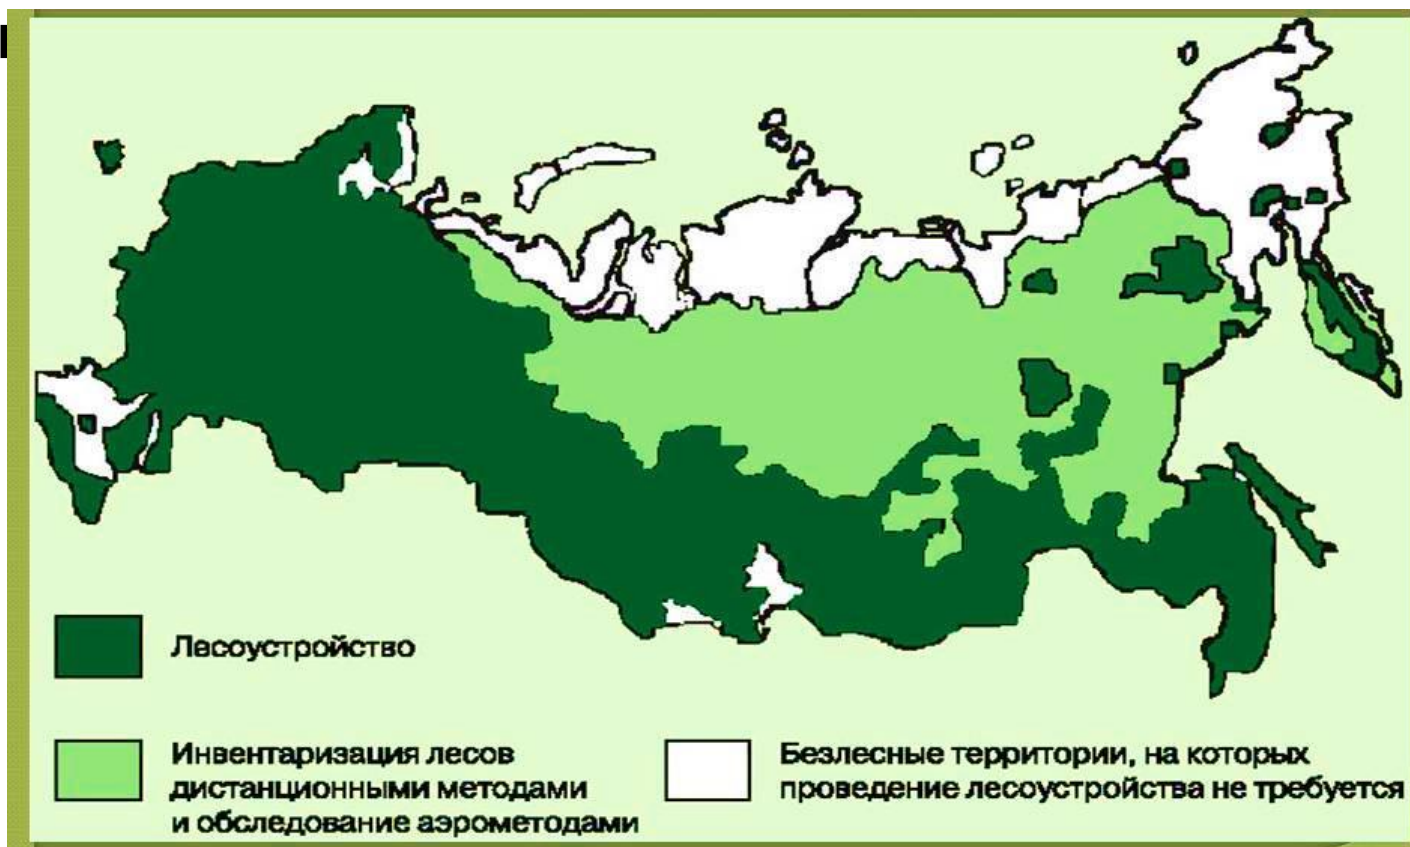 Лесоустройство
Инвентаризация лесов
дистанционными методами
и обследование аэрометодами
Безлесные территории, на которых
проведение лесоустройства не требуется